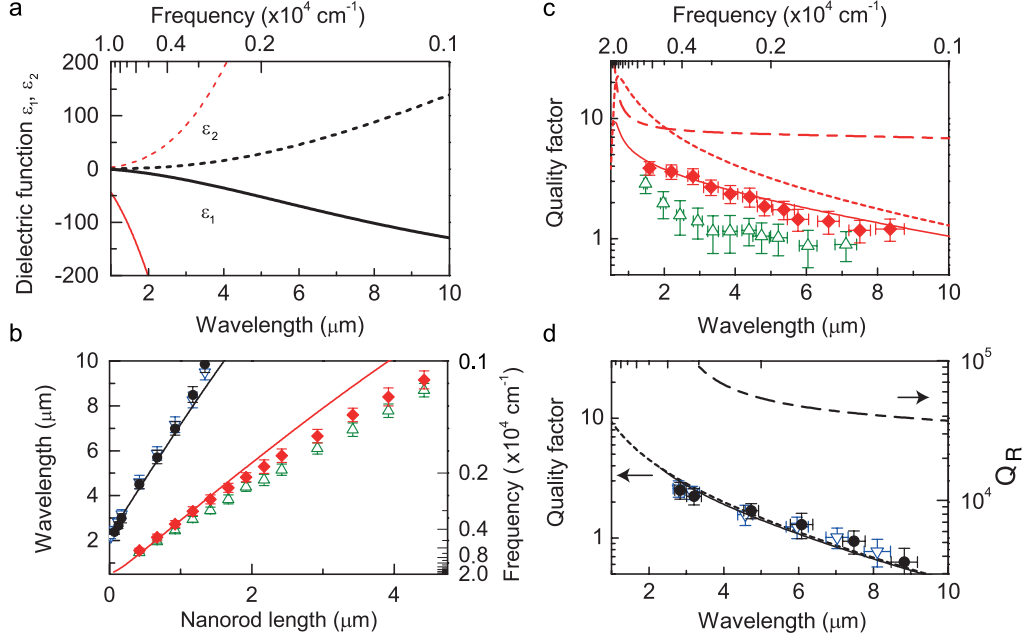 a
Frequency (x10⁴ cm⁻¹)
1.0 0.4 0.2 0.1
Dielectric function ε₁, ε₂
200
100
0
-100
-200
ε₂
ε₁
2 4 6 8 10
Wavelength (μm)
c
Frequency (x10⁴ cm⁻¹)
2.0 0.4 0.2 0.1
Quality factor
10
1
2 4 6 8 10
Wavelength (μm)
b
Wavelength (μm)
10
8
6
4
2
0.1
0.2
0.4
0.8
2.0
Frequency (x10⁴ cm⁻¹)
0 2 4
Nanorod length (μm)
d
Quality factor
10
1
10⁵
10⁴
Q_R
2 4 6 8 10
Wavelength (μm)